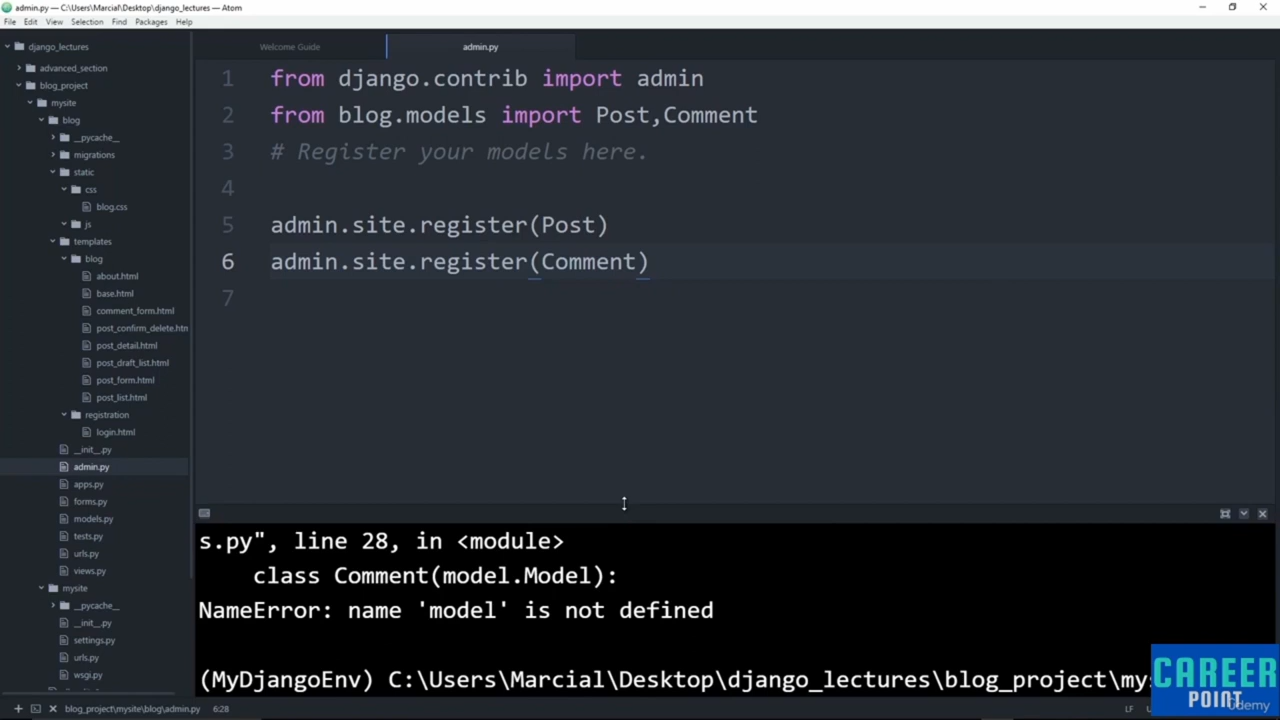 admin.py — C:\Users\Marcial\Desktop\django_lectures — Atom
File Edit View Selection Find Packages Help
django_lectures
advanced_section
blog_project
mysite
blog
__pycache__
migrations
static
css
blog.css
js
templates
blog
about.html
base.html
comment_form.html
post_confirm_delete.htn
post_detail.html
post_draft_list.html
post_form.html
post_list.html
registration
login.html
__init__.py
admin.py
apps.py
forms.py
models.py
tests.py
urls.py
views.py
mysite
__pycache__
__init__.py
settings.py
urls.py
wsgi.py
Welcome Guide admin.py
1 from django.contrib import admin
2 from blog.models import Post,Comment
3 # Register your models here.
4
5 admin.site.register(Post)
6 admin.site.register(Comment)
7
s.py", line 28, in <module>
class Comment(model.Model):
NameError: name 'model' is not defined
(MyDjangoEnv) C:\Users\Marcial\Desktop\django_lectures\blog_project\mys
blog_project\mysite\blog\admin.py 6:28
LF
CAREER
POINT
udemy